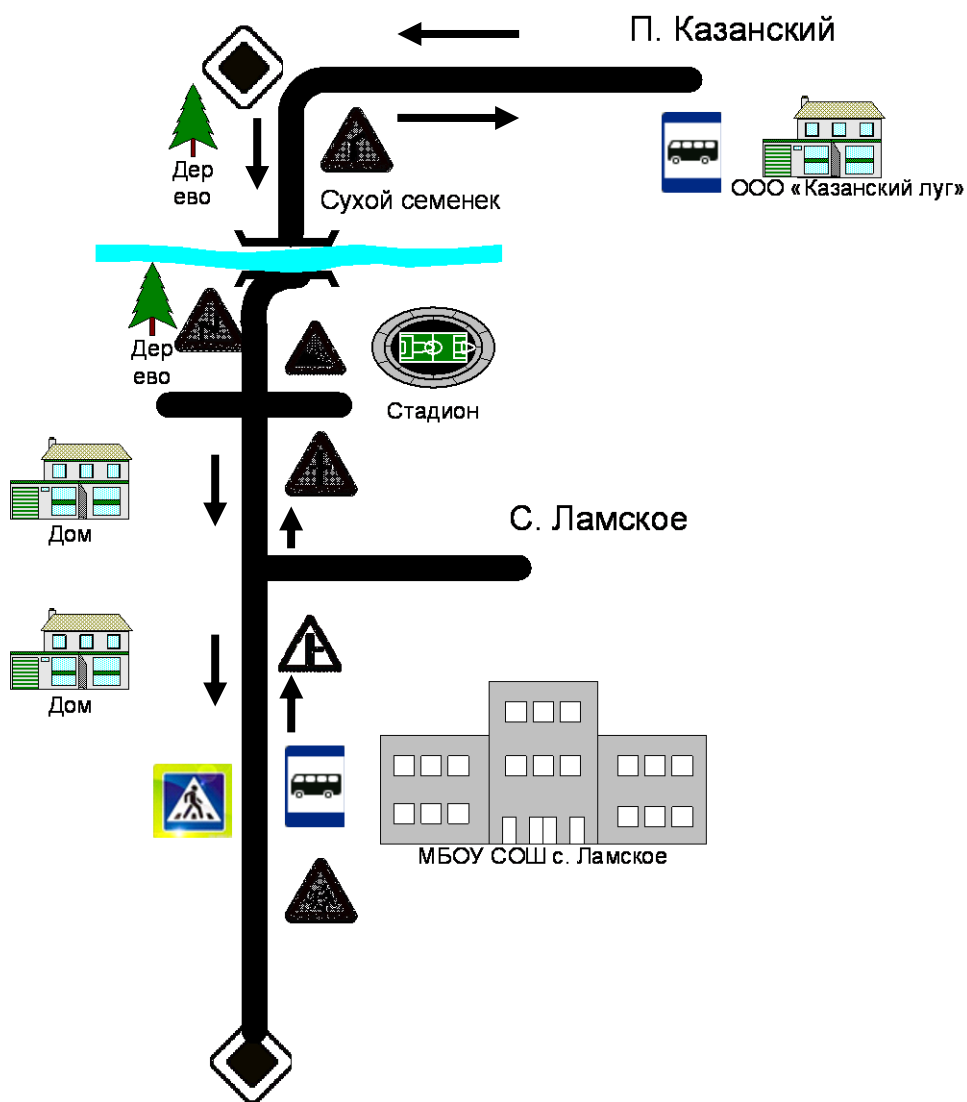 П. Казанский
Дер
ево
Сухой семенек
ООО «Казанский луг»
Дер
ево
Стадион
Дом
С. Ламское
Дом
МБОУ СОШ с. Ламское